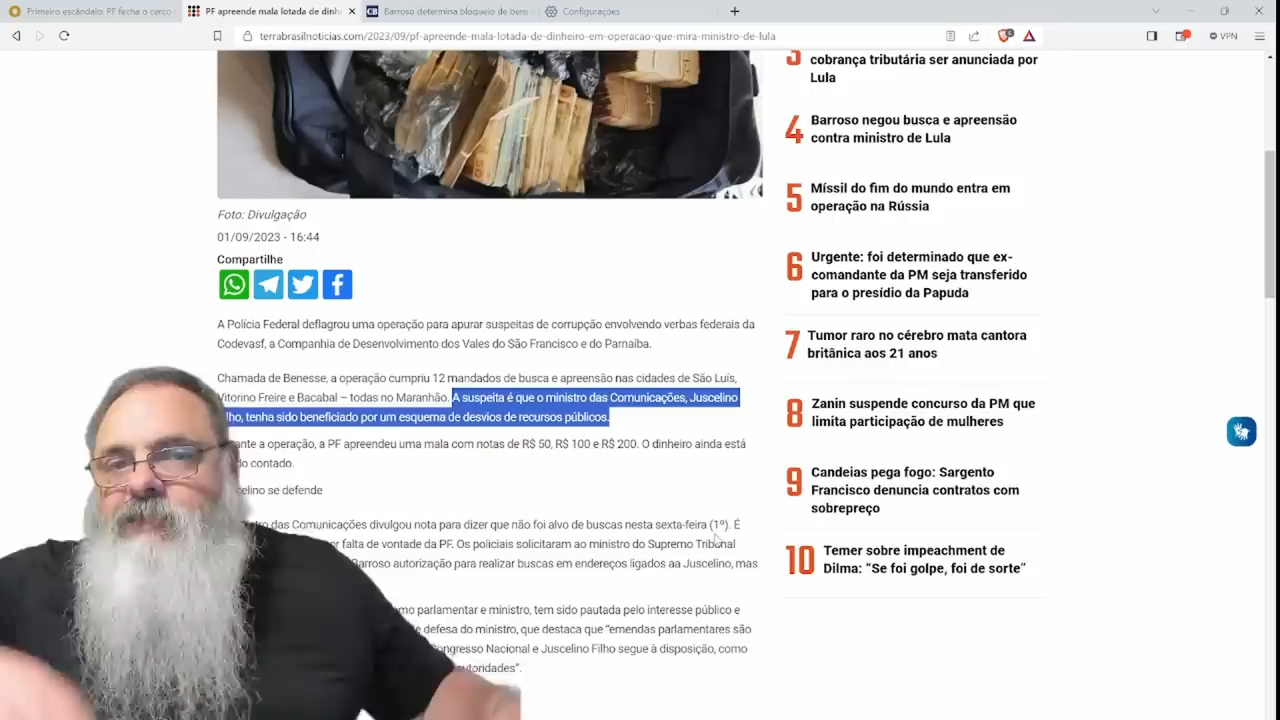 Primeiro escândalo: PF fecha o cerco
PF apreende mala lotada de dinh
Barroso determina bloqueio de bens
Configurações
terrabrasilnoticias.com/2023/09/pf-apreende-mala-lotada-de-dinheiro-em-operacao-que-mira-ministro-de-lula
VPN
Foto: Divulgação
01/09/2023 - 16:44
Compartilhe
A Polícia Federal deflagrou uma operação para apurar suspeitas de corrupção envolvendo verbas federais da
Codevasf, a Companhia de Desenvolvimento dos Vales do São Francisco e do Parnaíba.
Chamada de Benesse, a operação cumpriu 12 mandados de busca e apreensão nas cidades de São Luís,
Vitorino Freire e Bacabal – todas no Maranhão. A suspeita é que o ministro das Comunicações, Juscelino
lho, tenha sido beneficiado por um esquema de desvios de recursos públicos.
ante a operação, a PF apreendeu uma mala com notas de R$ 50, R$ 100 e R$ 200. O dinheiro ainda está
do contado.
celino se defende
tro das Comunicações divulgou nota para dizer que não foi alvo de buscas nesta sexta-feira (1º). É
r falta de vontade da PF. Os policiais solicitaram ao ministro do Supremo Tribunal
Barroso autorização para realizar buscas em endereços ligados aa Juscelino, mas
omo parlamentar e ministro, tem sido pautada pelo interesse público e
e defesa do ministro, que destaca que “emendas parlamentares são
ongresso Nacional e Juscelino Filho segue à disposição, como
utoridades”.
3 cobrança tributária ser anunciada por
Lula
4 Barroso negou busca e apreensão
contra ministro de Lula
5 Míssil do fim do mundo entra em
operação na Rússia
6 Urgente: foi determinado que ex-
comandante da PM seja transferido
para o presídio da Papuda
7 Tumor raro no cérebro mata cantora
britânica aos 21 anos
8 Zanin suspende concurso da PM que
limita participação de mulheres
9 Candeias pega fogo: Sargento
Francisco denuncia contratos com
sobrepreço
10 Temer sobre impeachment de
Dilma: “Se foi golpe, foi de sorte”